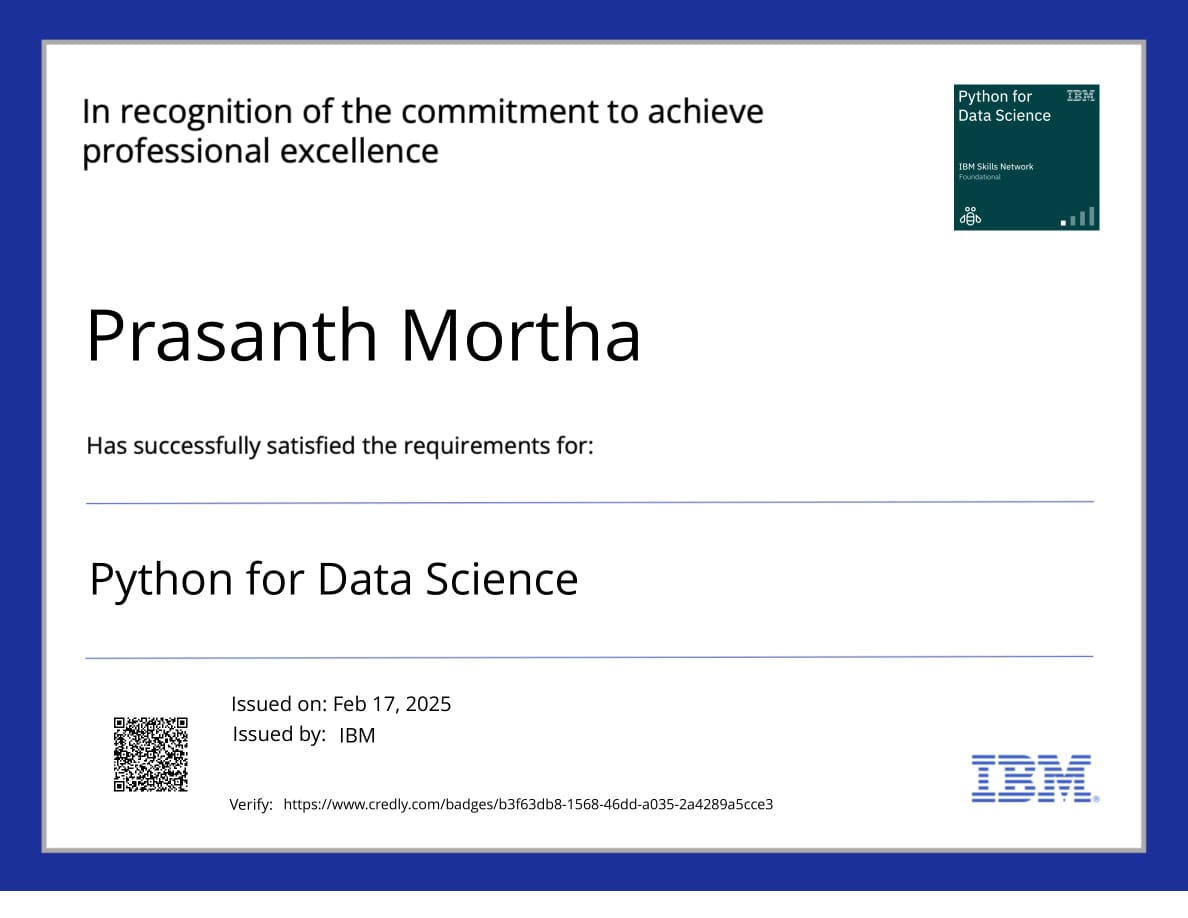 In recognition of the commitment to achieve
professional excellence
Python for IBM
Data Science
IBM Skills Network
Foundational
Prasanth Mortha
Has successfully satisfied the requirements for:
Python for Data Science
Issued on: Feb 17, 2025
Issued by: IBM
IBM®
Verify: https://www.credly.com/badges/b3f63db8-1568-46dd-a035-2a4289a5cce3